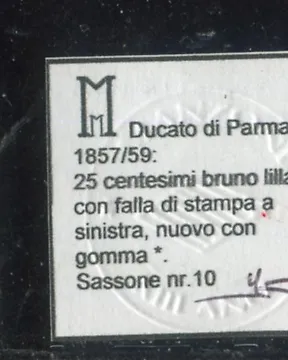 M
M Ducato di Parma
1857/59:
25 centesimi bruno lilla
con falla di stampa a
sinistra, nuovo con
gomma *.
Sassone nr.10